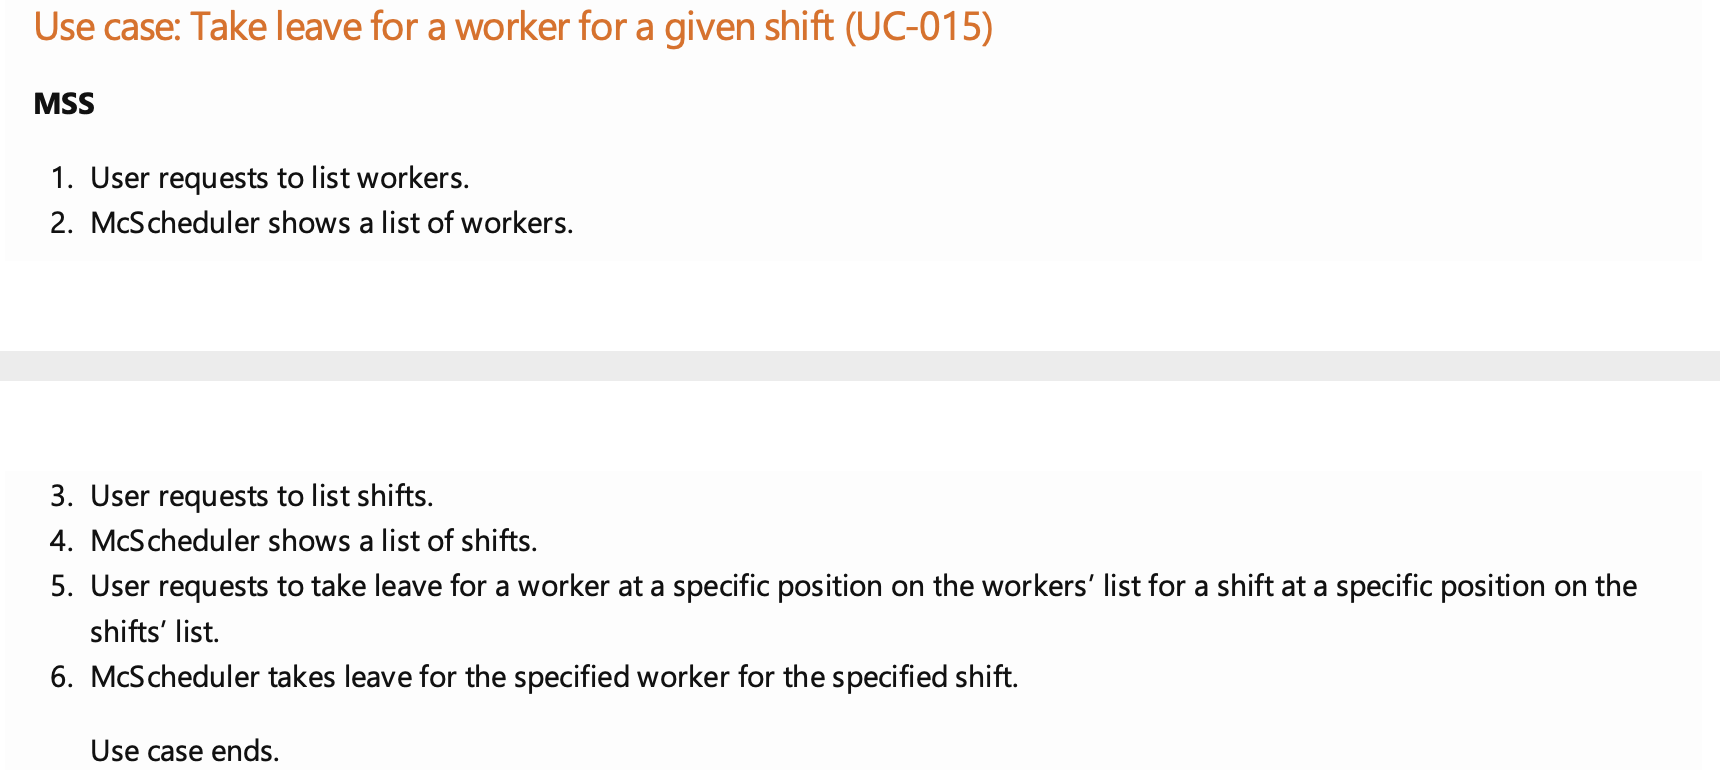 Use case: Take leave for a worker for a given shift (UC-015)
MSS
1. User requests to list workers.
2. McScheduler shows a list of workers.
3. User requests to list shifts.
4. McScheduler shows a list of shifts.
5. User requests to take leave for a worker at a specific position on the workers’ list for a shift at a specific position on the
shifts’ list.
6. McScheduler takes leave for the specified worker for the specified shift.
Use case ends.